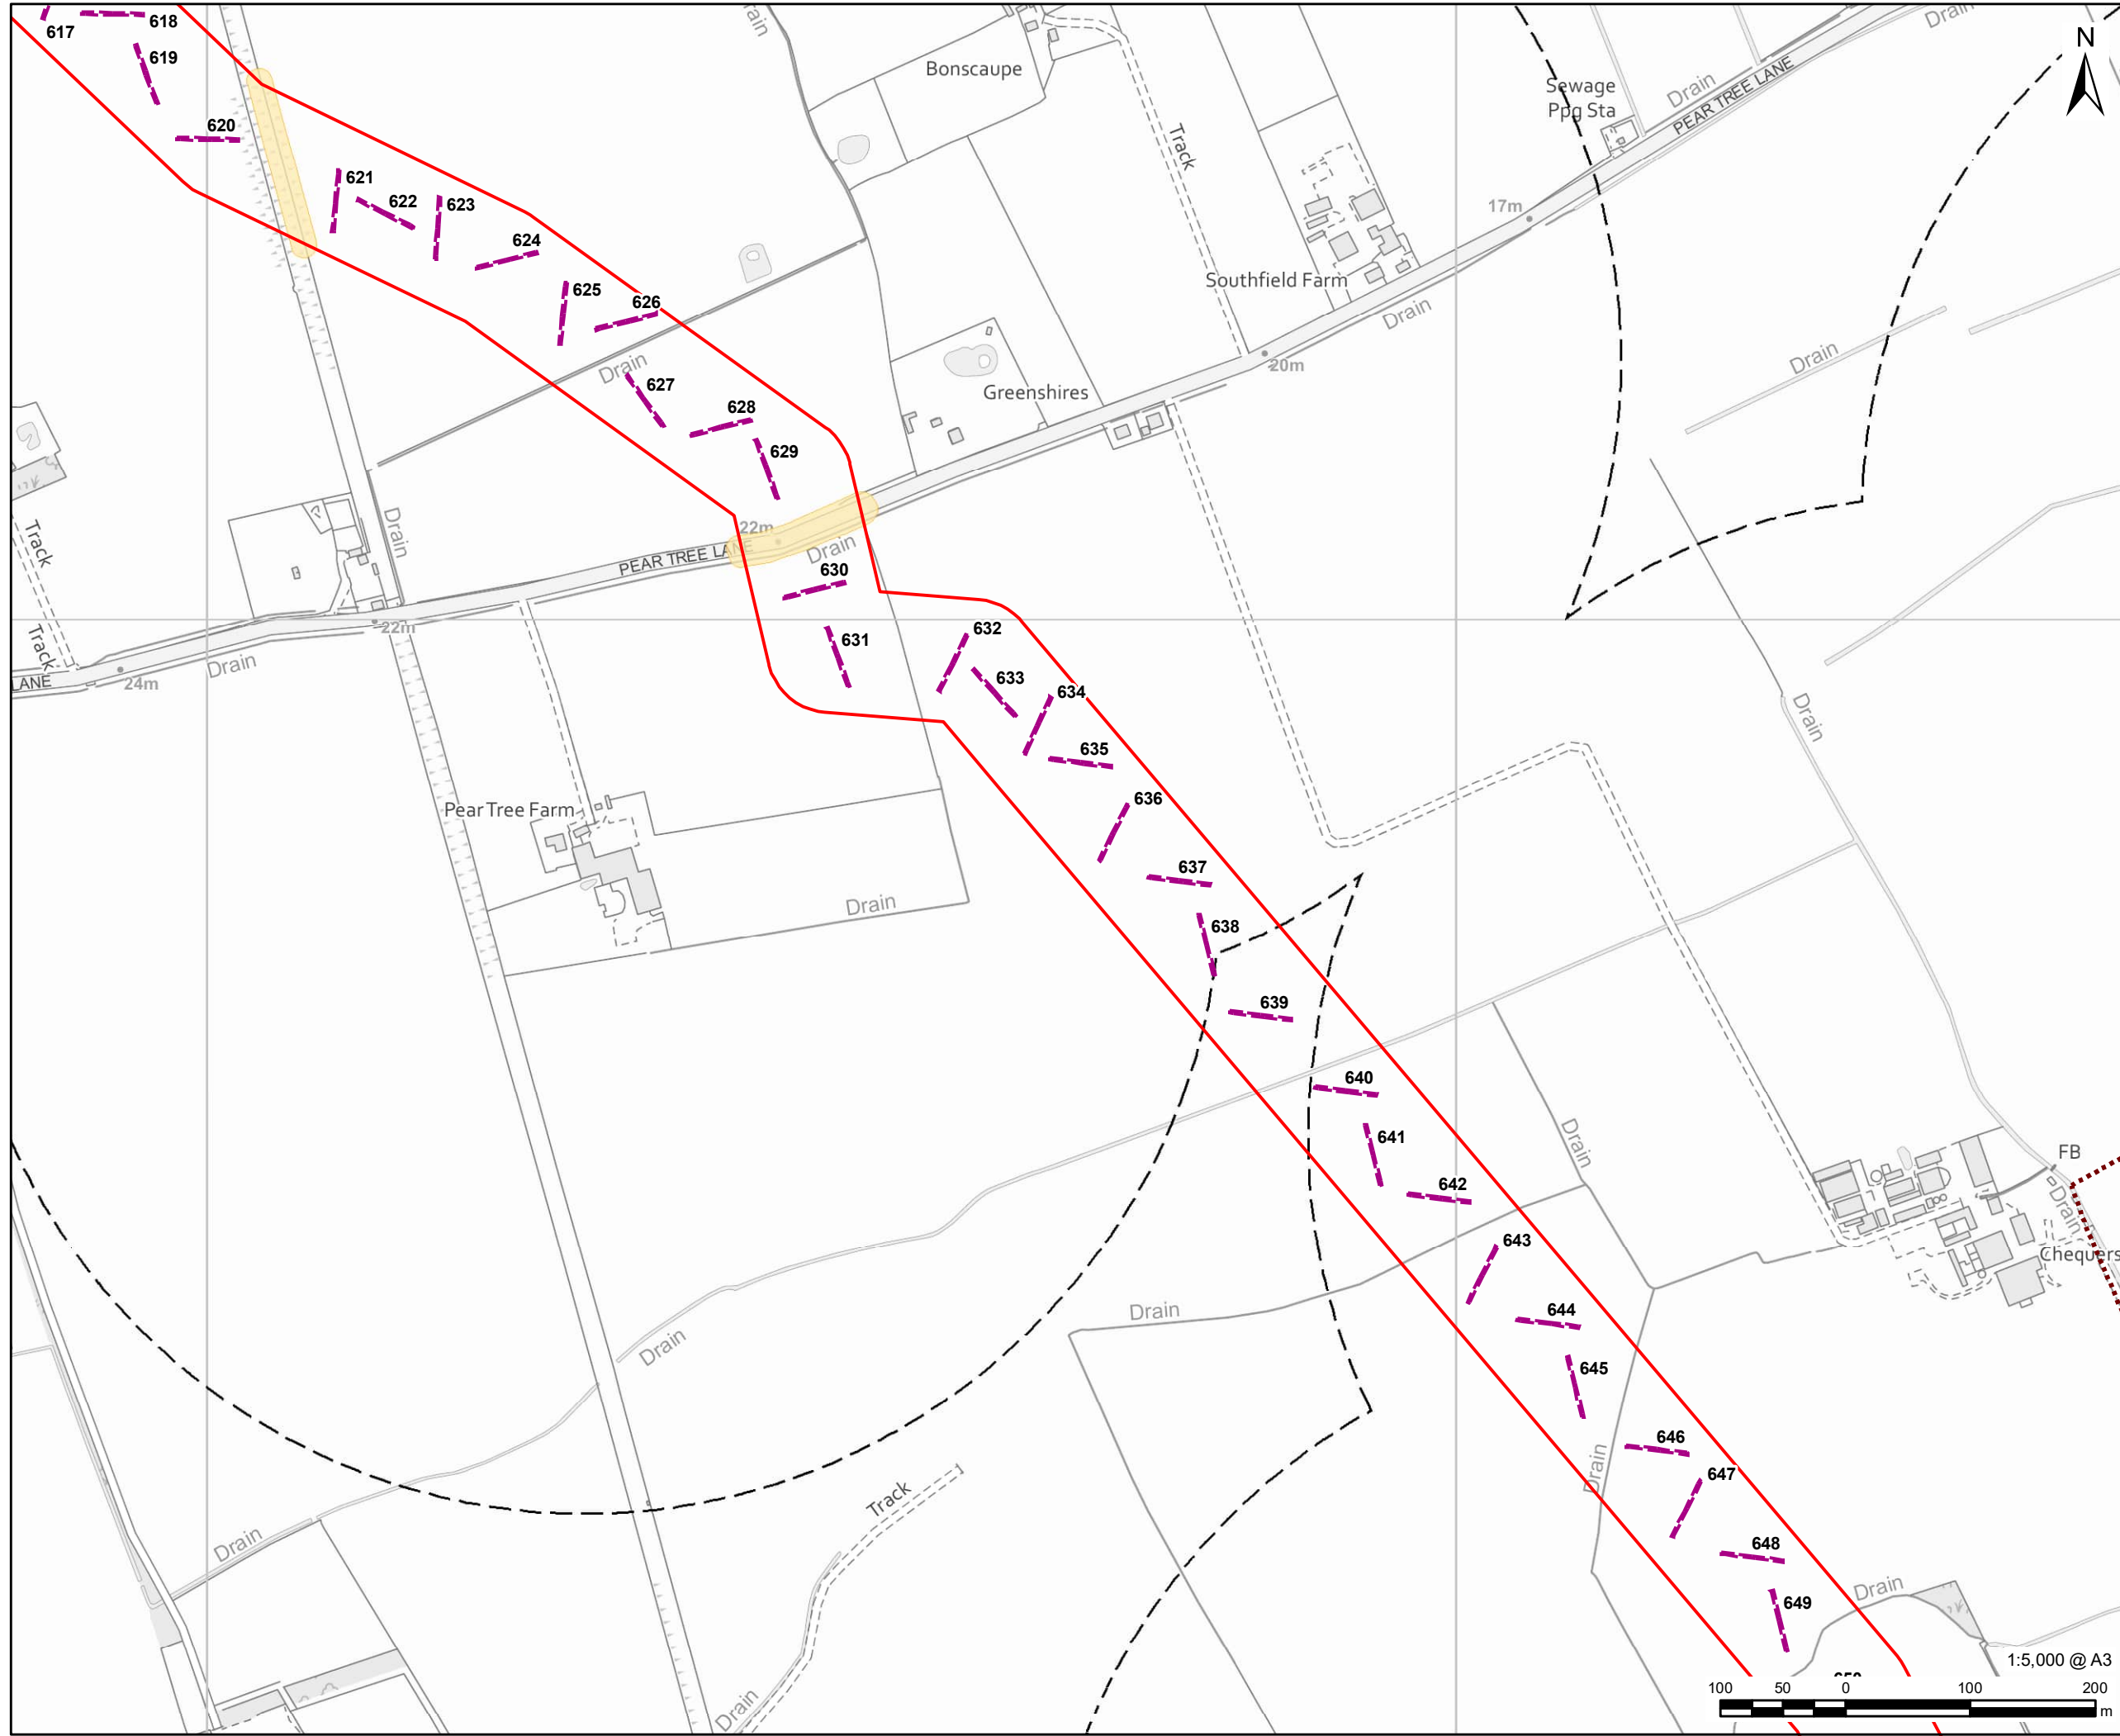 617
618
619
620
621
622
623
624
625
626
627
628
629
630
631
632
633
634
635
636
637
638
639
640
641
642
643
644
645
646
647
648
649
Bonscaupe
Track
Sewage
Ppg Sta
Drain
PEAR TREE LANE
Drain
N
17m
Southfield Farm
Drain
20m
Greenshires
Drain
Drain
Drain
22m
Drain
PEAR TREE LANE
Track
Track
LANE
24m
22m
Drain
Pear Tree Farm
Drain
Drain
Drain
FB
Drain
Chequers
Drain
Drain
Drain
Track
Drain
Drain
Drain
1:5,000 @ A3
100 50 0 100 200
m